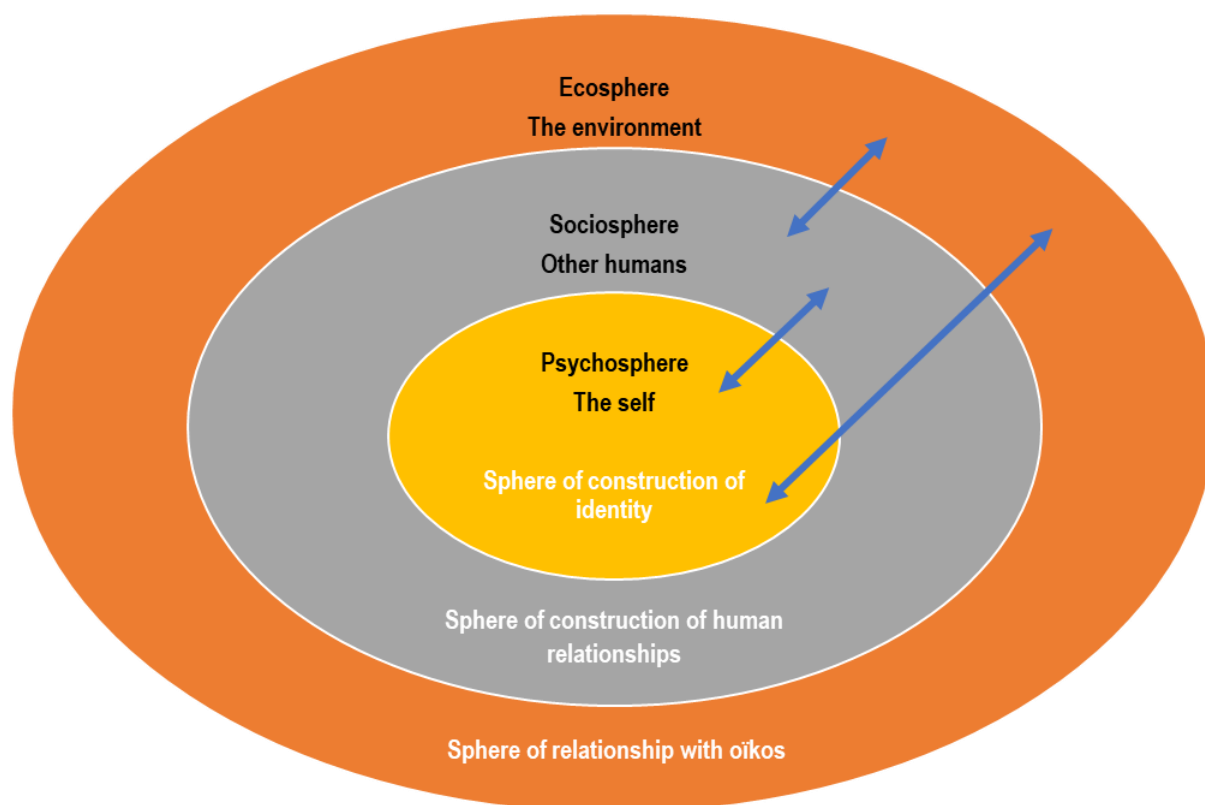 Ecosphere
The environment
Sociosphere
Other humans
Psychosphere
The self
Sphere of construction of
identity
Sphere of construction of human
relationships
Sphere of relationship with oïkos